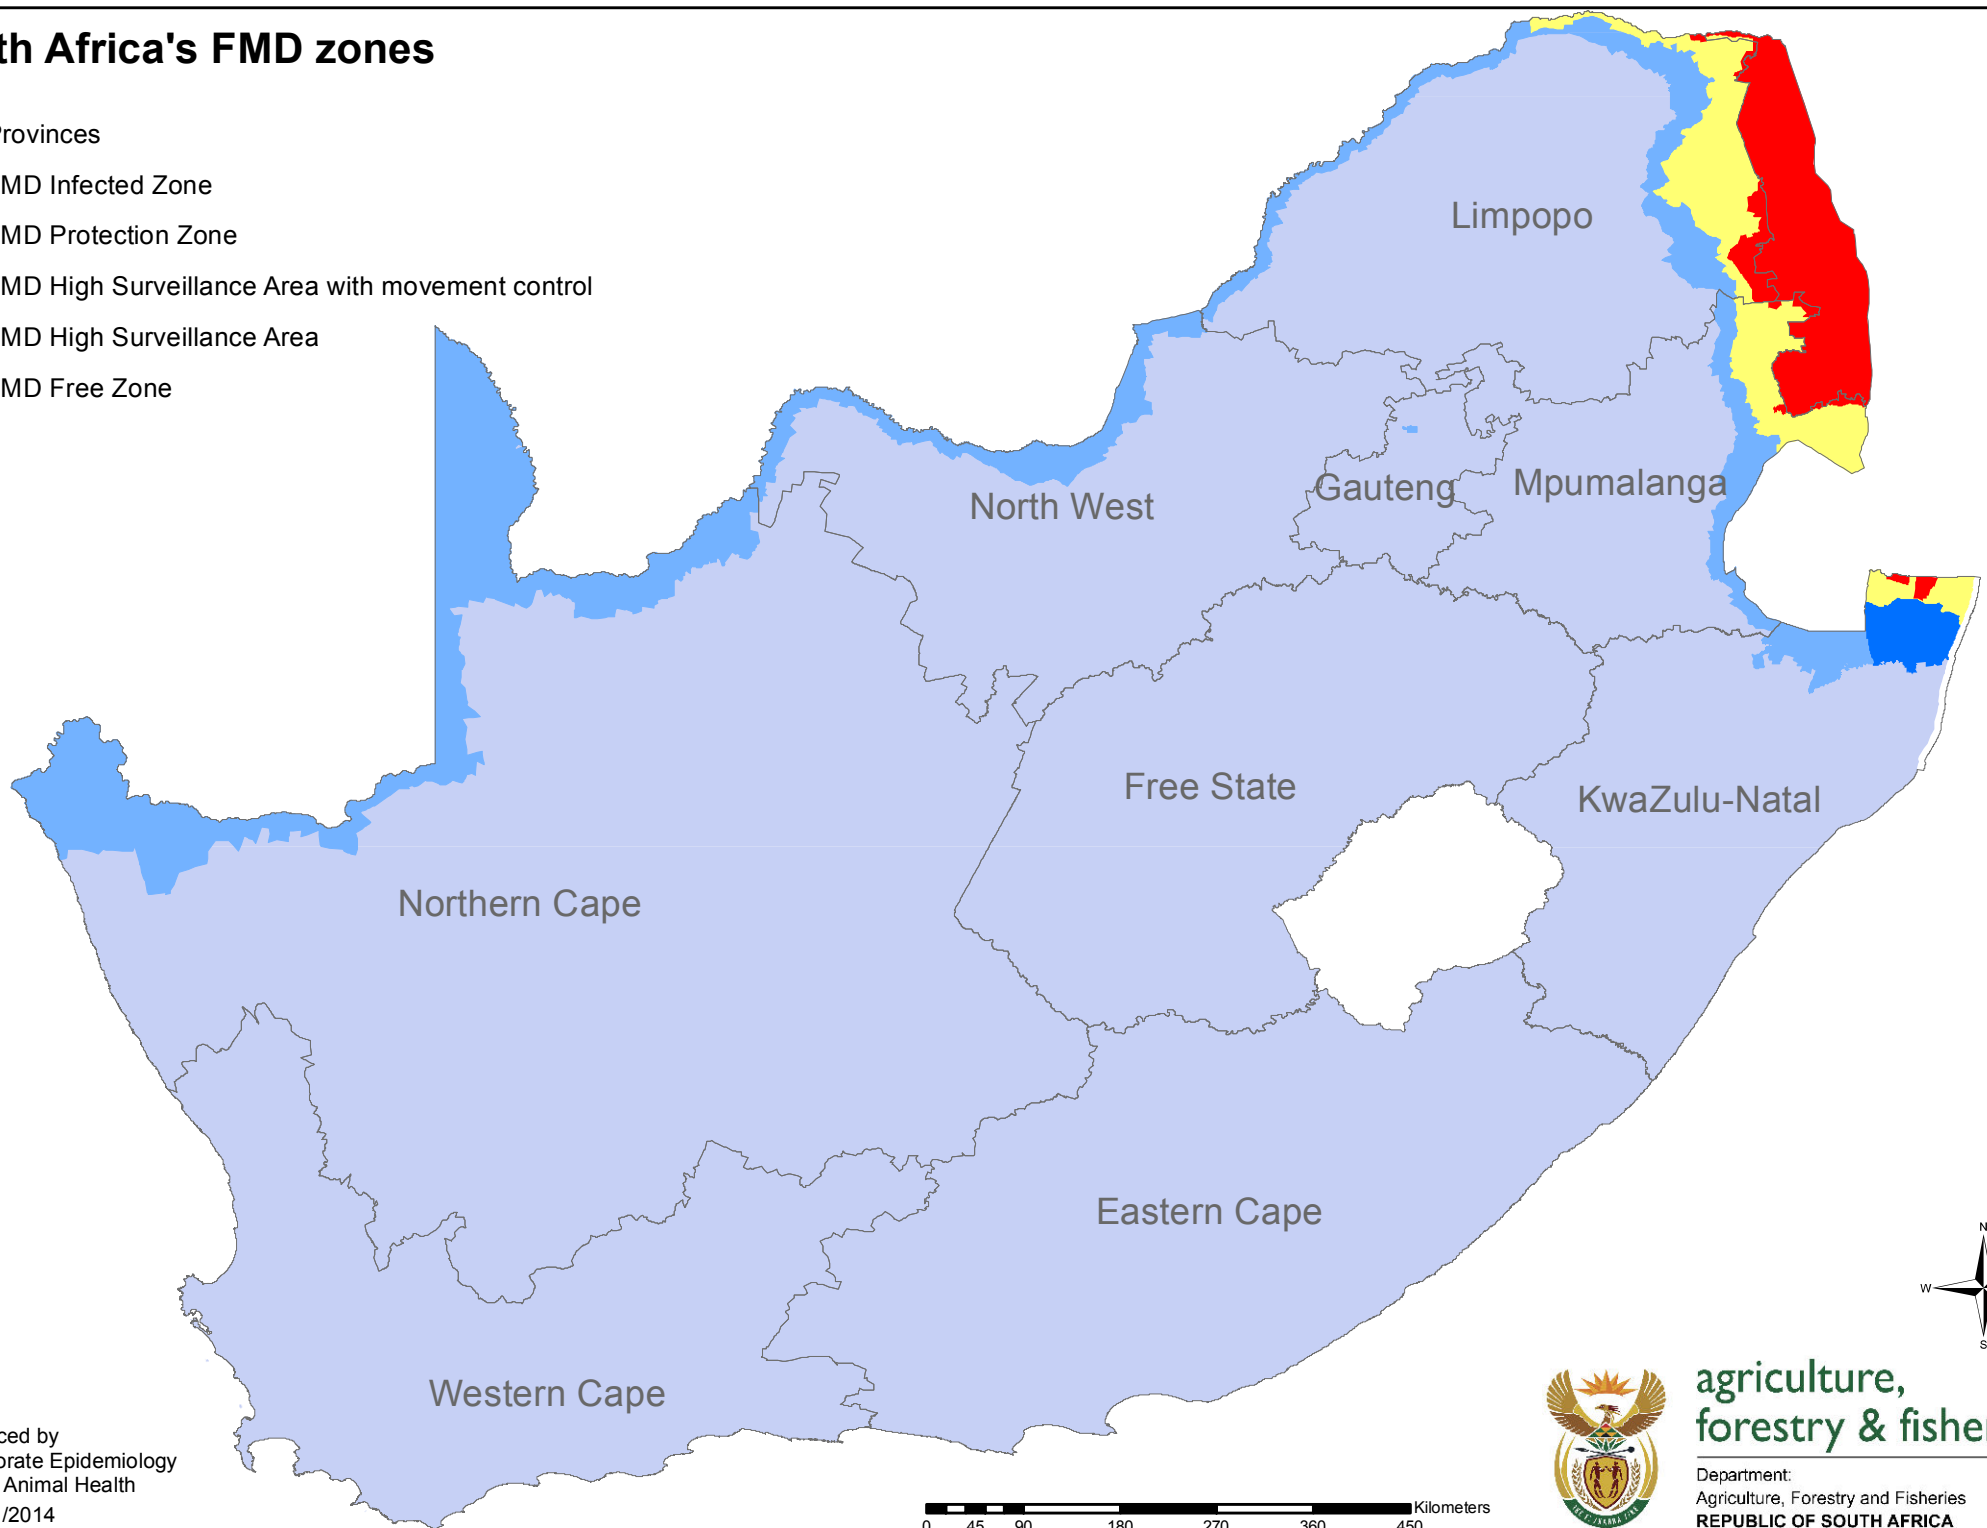 th Africa's FMD zones
Provinces
MD Infected Zone
MD Protection Zone
MD High Surveillance Area with movement control
MD High Surveillance Area
MD Free Zone
Limpopo
North West
Gauteng
Mpumalanga
Free State
KwaZulu-Natal
Northern Cape
Eastern Cape
Western Cape
N
W
S
ced by
orate Epidemiology
Animal Health
/2014
Kilometers
0 45 90 180 270 360 450
agriculture,
forestry & fishe
Department:
Agriculture, Forestry and Fisheries
REPUBLIC OF SOUTH AFRICA